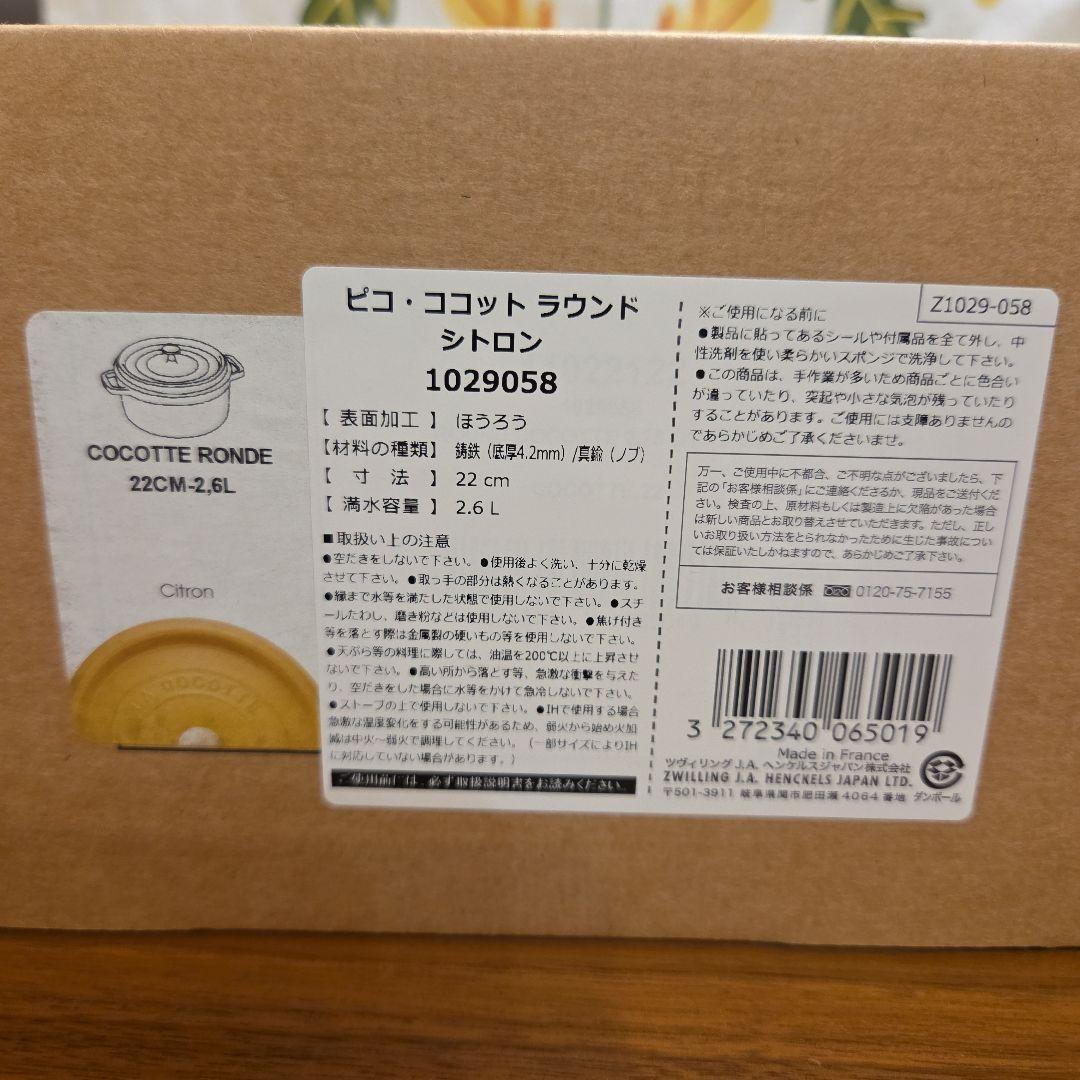 COCOTTE RONDE
22CM-2,6L
Citron
ピコ・ココット ラウンド
シトロン
1029058
【 表面加工 】 ほうろう
【材料の種類】 鋳鉄（底厚4.2mm）/真鍮（ノブ）
【 寸 法 】 22 cm
【 満水容量 】 2.6 L
■取扱い上の注意
●空だきをしないで下さい。●使用後よく洗い、十分に乾燥
させて下さい。●取っ手の部分は熱くなることがあります。
●縁まで水等を満たした状態で使用しないで下さい。●スチ
ールたわし、磨き粉などは使用しないで下さい。●焦げ付き
等を落とす際は金属製の硬いもの等を使用しないで下さい。
●天ぷら等の料理に際しては、油温を200℃以上に上昇させ
ないで下さい。●高い所から落とす等、急激な衝撃を与えた
り、空だきをした場合に水等をかけて急冷しないで下さい。
●ストーブの上で使用しないで下さい。●IHで使用する場合
急激な温度変化をする可能性があるため、弱火から始め火加
減は中火～弱火で調理してください。（一部サイズによりIH
に対応していない場合があります。）
ご使用前には、必ず取扱説明書をお読みください。
Z1029-058
※ご使用になる前に
●製品に貼ってあるシールや付属品を全て外し、中
性洗剤を使い柔らかいスポンジで洗浄して下さい。
●この商品は、手作業が多いため商品ごとに色合い
が違っていたり、突起や小さな気泡が残っていたり
することがあります。ご使用には支障ありませんの
であらかじめご了承くださいませ。
万一、ご使用中に不都合、ご不明な点がございましたら、下
記の「お客様相談係」にご連絡くださるか、現品をご送付くだ
さい。検査の上、原材料もしくは製造上に欠陥があった場合
は新しい商品とお取り替えさせていただきます。ただし、正し
いお取り扱い方法をとられなかったために生じた事故につい
ては保証いたしかねますので、あらかじめご了承下さい。
お客様相談係 0120-75-7155
3 272340 065019
Made in France
ツヴィリング J.A. ヘンケルスジャパン株式会社
ZWILLING J.A. HENCKELS JAPAN LTD.
〒501-3911 岐阜県関市肥田瀬 4064 番地 ダンボール